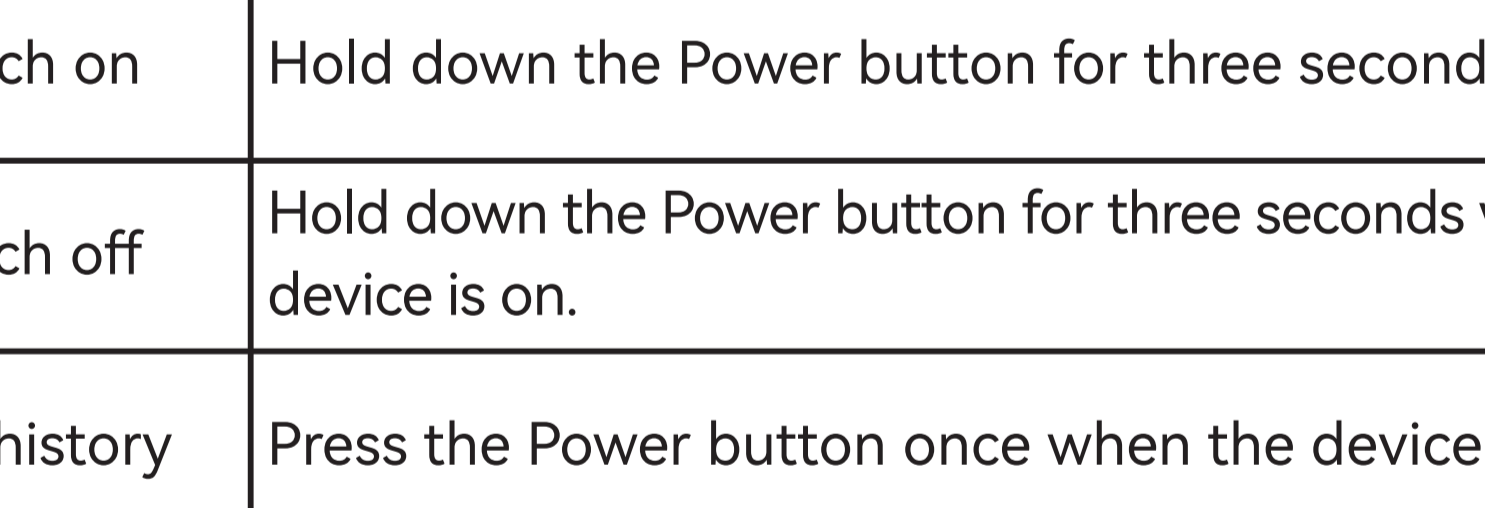 ch on
Hold down the Power button for three second
ch off
Hold down the Power button for three seconds
device is on.
history
Press the Power button once when the device